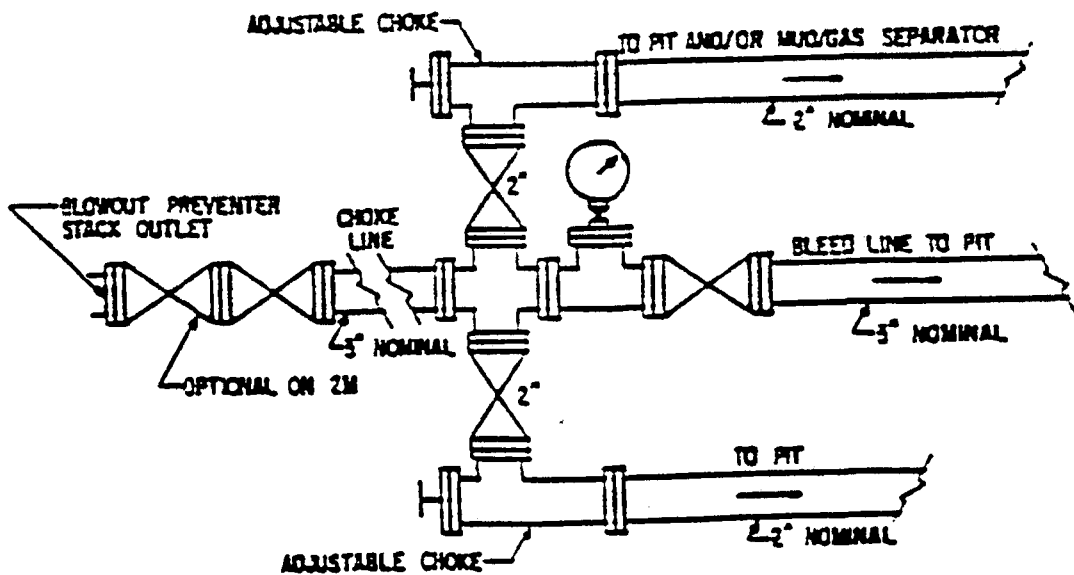 ADJUSTABLE CHOKE
TO PIT AND/OR MUD/GAS SEPARATOR
2" NOMINAL
2"
BLOWOUT PREVENTER
STACK OUTLET
CHOKE
LINE
BLEED LINE TO PIT
3" NOMINAL
3" NOMINAL
OPTIONAL ON 2M
2"
TO PIT
2" NOMINAL
ADJUSTABLE CHOKE